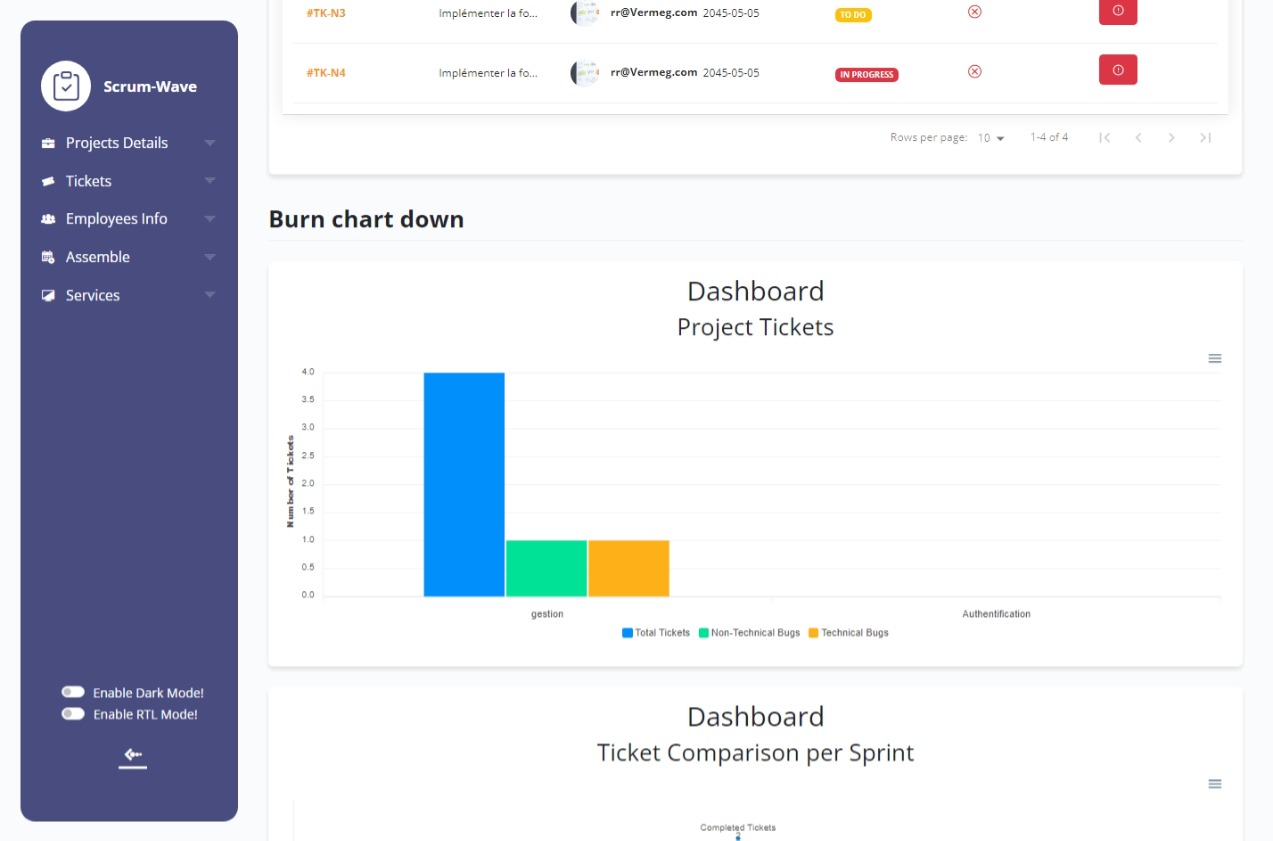 Scrum-Wave
Projects Details
Tickets
Employees Info
Assemble
Services
Enable Dark Mode!
Enable RTL Mode!
#TK-N3 Implémenter la fo... rr@Vermeg.com 2045-05-05 TO DO
#TK-N4 Implémenter la fo... rr@Vermeg.com 2045-05-05 IN PROGRESS
Rows per page: 10 1-4 of 4
Burn chart down
Dashboard
Project Tickets
4.0
3.5
3.0
2.5
2.0
1.5
1.0
0.5
0.0
Number of Tickets
gestion Authentification
Total Tickets Non-Technical Bugs Technical Bugs
Dashboard
Ticket Comparison per Sprint
Completed Tickets